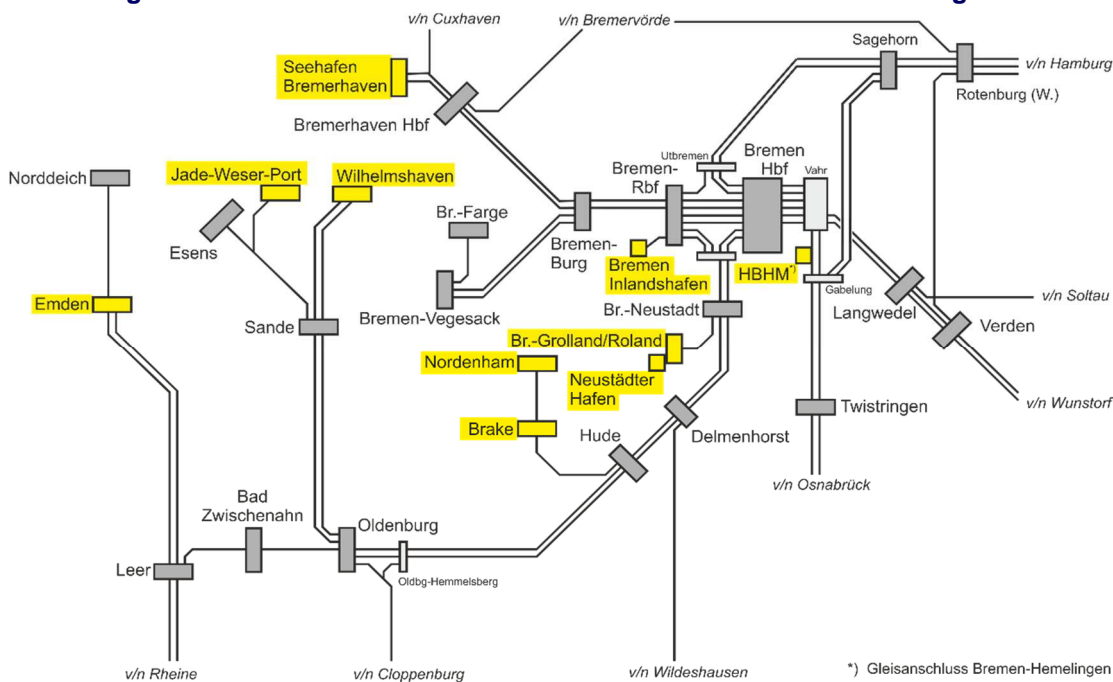 v/n Cuxhaven
v/n Bremervörde
Sagehorn
v/n Hamburg
Rotenburg (W.)
Seehafen
Bremerhaven
Bremerhaven Hbf
Utbremen
Bremen
Hbf
Bremen-
Rbf
Vahr
Norddeich
Jade-Weser-Port
Wilhelmshaven
Br.-Farge
Esens
Bremen-
Burg
Bremen
Inlandshafen
HBHM*)
Gabelung
Langwedel
v/n Soltau
Emden
Sande
Bremen-Vegesack
Br.-Neustadt
Verden
Br.-Grolland/Roland
Nordenham
Neustädter
Hafen
v/n Wunstorf
Brake
Hude
Delmenhorst
Twistringen
v/n Osnabrück
Bad
Zwischenahn
Oldenburg
Leer
Oldbg-Hemmelsberg
v/n Rheine
v/n Cloppenburg
v/n Wildeshausen
*) Gleisanschluss Bremen-Hemelingen